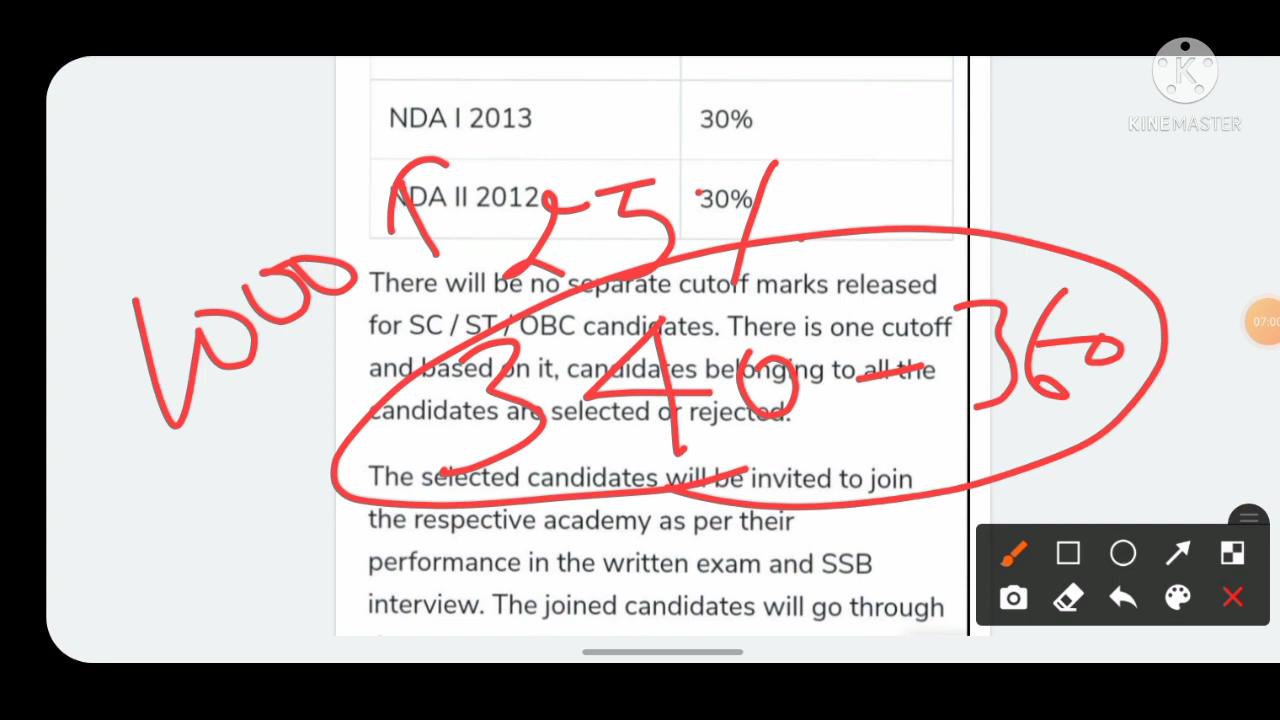 KINEMASTER
NDA I 2013 30%
NDA II 2012 30%
25%
1000
There will be no separate cutoff marks released
for SC / ST / OBC candidates. There is one cutoff
and based on it, candidates belonging to all the
candidates are selected or rejected.
340-360
The selected candidates will be invited to join
the respective academy as per their
performance in the written exam and SSB
interview. The joined candidates will go through
07:00